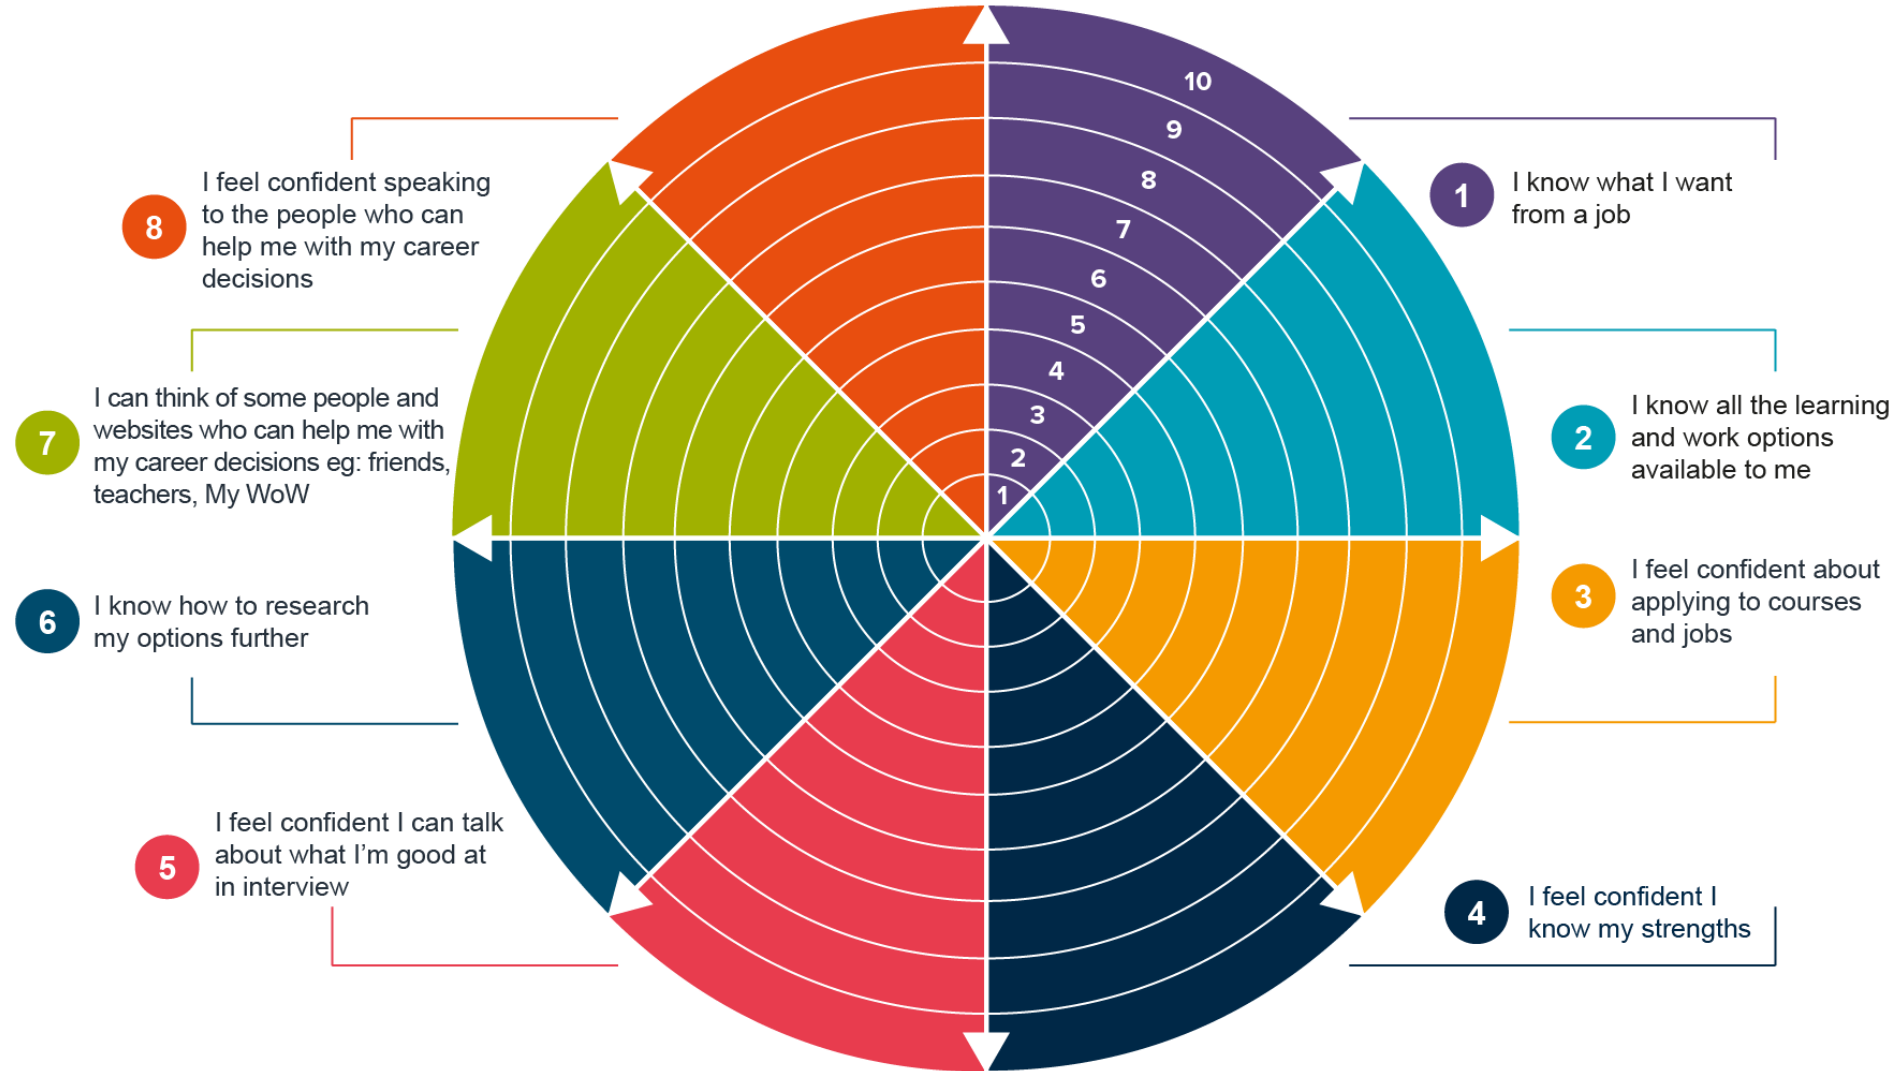 10
9
8
7
6
5
4
3
2
1
1
I know what I want
from a job
2
I know all the learning
and work options
available to me
3
I feel confident about
applying to courses
and jobs
4
I feel confident I
know my strengths
5
I feel confident I can talk
about what I’m good at
in interview
6
I know how to research
my options further
7
I can think of some people and
websites who can help me with
my career decisions eg: friends,
teachers, My WoW
8
I feel confident speaking
to the people who can
help me with my career
decisions